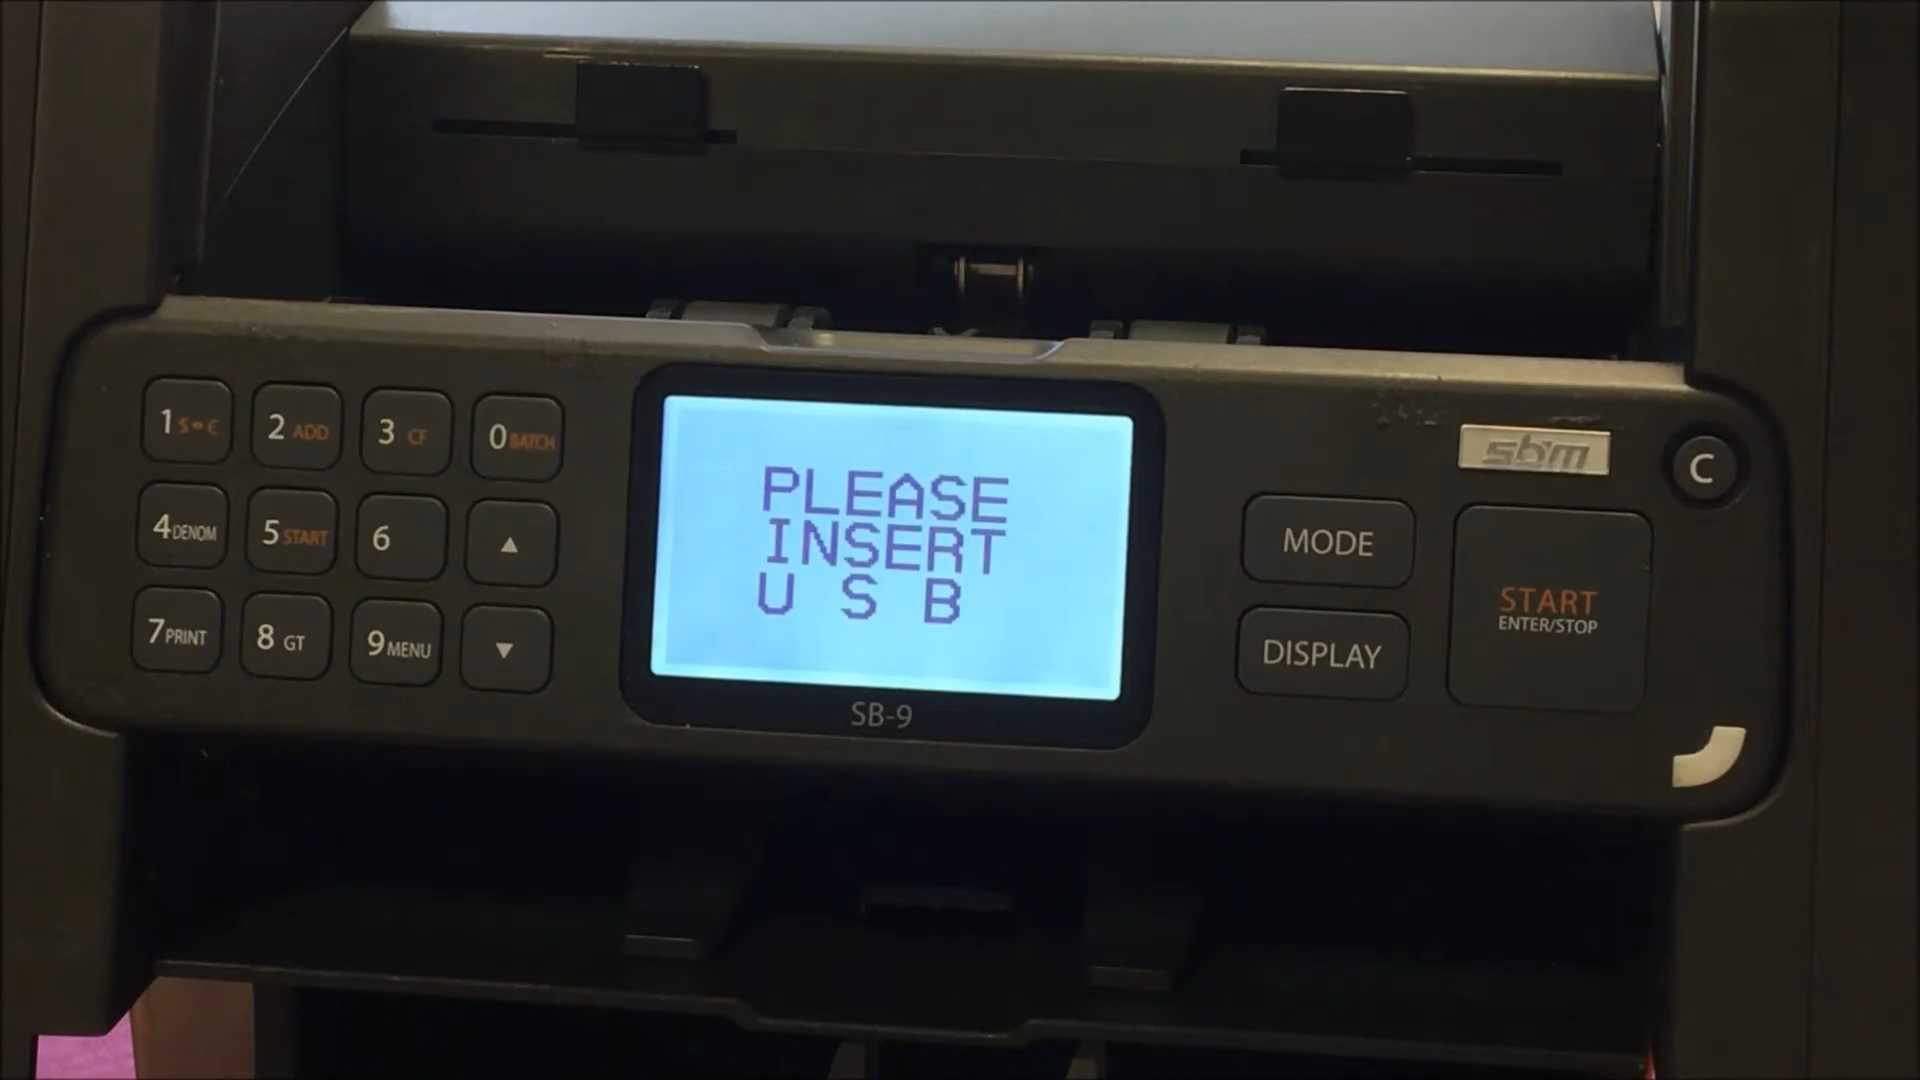 1 S↔C
2 ADD
3 CF
0 BATCH
4 DENOM
5 START
6
▲
7 PRINT
8 GT
9 MENU
▼
PLEASE
INSERT
U S B
SB-9
sbm
C
MODE
DISPLAY
START
ENTER/STOP